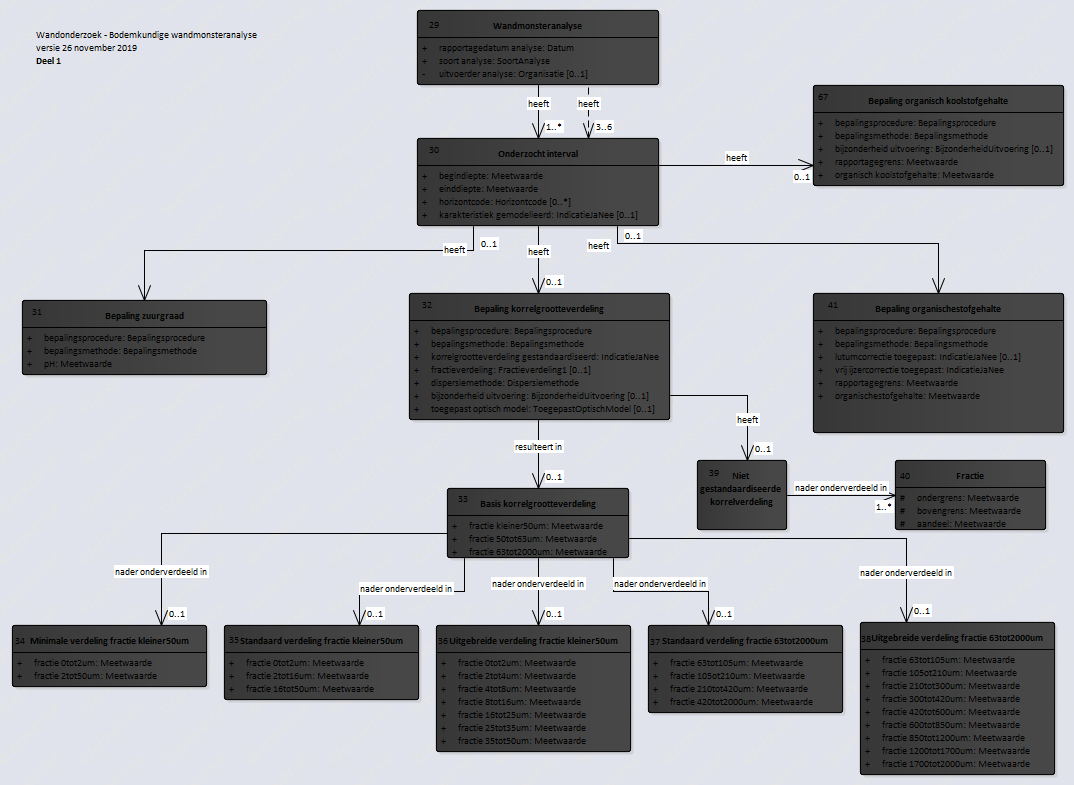 Wandonderzoek - Bodemkundige wandmonsteranalyse
versie 26 november 2019
Deel 1
29
Wandmonsteranalyse
+ rapportagedatum analyse: Datum
+ soort analyse: SoortAnalyse
- uitvoerder analyse: Organisatie [0..1]
heeft
heeft
1..*
3..6
67
Bepaling organisch koolstofgehalte
+ bepalingsprocedure: Bepalingsprocedure
+ bepalingsmethode: Bepalingsmethode
+ bijzonderheid uitvoering: BijzonderheidUitvoering [0..1]
+ rapportagegrens: Meetwaarde
+ organisch koolstofgehalte: Meetwaarde
30
Onderzocht interval
+ begindiepte: Meetwaarde
+ einddiepte: Meetwaarde
+ horizontcode: Horizontcode [0..*]
+ karakteristiek gemodelleerd: IndicatieJaNee [0..1]
heeft
0..1
heeft
0..1
heeft
0..1
heeft
0..1
31
Bepaling zuurgraad
+ bepalingsprocedure: Bepalingsprocedure
+ bepalingsmethode: Bepalingsmethode
+ pH: Meetwaarde
32
Bepaling korrelgrootteverdeling
+ bepalingsprocedure: Bepalingsprocedure
+ bepalingsmethode: Bepalingsmethode
+ korrelgrootteverdeling gestandaardiseerd: IndicatieJaNee
+ fractieverdeling: Fractieverdeling1 [0..1]
+ dispersiemethode: Dispersiemethode
+ bijzonderheid uitvoering: BijzonderheidUitvoering [0..1]
+ toegepast optisch model: ToegepastOptischModel [0..1]
41
Bepaling organischestofgehalte
+ bepalingsprocedure: Bepalingsprocedure
+ bepalingsmethode: Bepalingsmethode
+ lutumcorrectie toegepast: IndicatieJaNee [0..1]
+ vrij ijzercorrectie toegepast: IndicatieJaNee
+ rapportagegrens: Meetwaarde
+ organischestofgehalte: Meetwaarde
resulteert in
0..1
heeft
0..1
39
Niet
gestandaardiseerde
korrelverdeling
nader onderverdeeld in
1..*
40
Fractie
# ondergrens: Meetwaarde
# bovengrens: Meetwaarde
# aandeel: Meetwaarde
33
Basis korrelgrootteverdeling
+ fractie kleiner50um: Meetwaarde
+ fractie 50tot63um: Meetwaarde
+ fractie 63tot2000um: Meetwaarde
nader onderverdeeld in
0..1
nader onderverdeeld in
0..1
nader onderverdeeld in
0..1
nader onderverdeeld in
0..1
nader onderverdeeld in
0..1
34 Minimale verdeling fractie kleiner50um
+ fractie 0tot2um: Meetwaarde
+ fractie 2tot50um: Meetwaarde
35 Standaard verdeling fractie kleiner50um
+ fractie 0tot2um: Meetwaarde
+ fractie 2tot16um: Meetwaarde
+ fractie 16tot50um: Meetwaarde
36 Uitgebreide verdeling fractie kleiner50um
+ fractie 0tot2um: Meetwaarde
+ fractie 2tot4um: Meetwaarde
+ fractie 4tot8um: Meetwaarde
+ fractie 8tot16um: Meetwaarde
+ fractie 16tot25um: Meetwaarde
+ fractie 25tot35um: Meetwaarde
+ fractie 35tot50um: Meetwaarde
37 Standaard verdeling fractie 63tot2000um
+ fractie 63tot105um: Meetwaarde
+ fractie 105tot210um: Meetwaarde
+ fractie 210tot420um: Meetwaarde
+ fractie 420tot2000um: Meetwaarde
38 Uitgebreide verdeling fractie 63tot2000um
+ fractie 63tot105um: Meetwaarde
+ fractie 105tot210um: Meetwaarde
+ fractie 210tot300um: Meetwaarde
+ fractie 300tot420um: Meetwaarde
+ fractie 420tot600um: Meetwaarde
+ fractie 600tot850um: Meetwaarde
+ fractie 850tot1200um: Meetwaarde
+ fractie 1200tot1700um: Meetwaarde
+ fractie 1700tot2000um: Meetwaarde